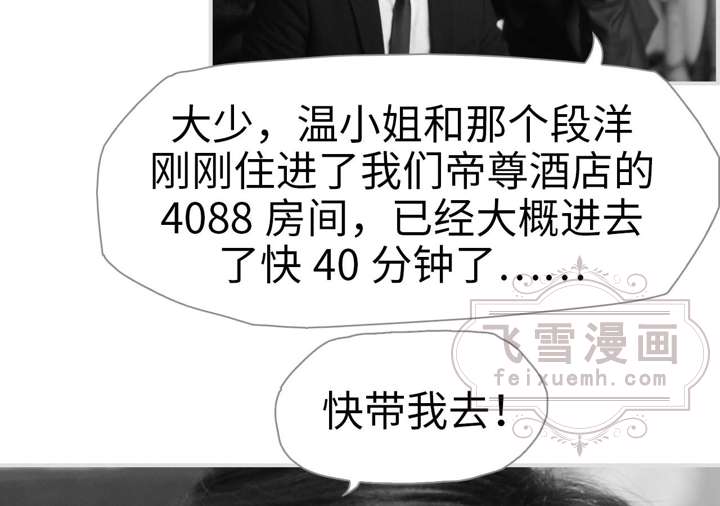 大少，温小姐和那个段洋
刚刚住进了我们帝尊酒店的
4088 房间，已经大概进去
了快 40 分钟了……
飞雪漫画
feixuemh.com
快带我去！